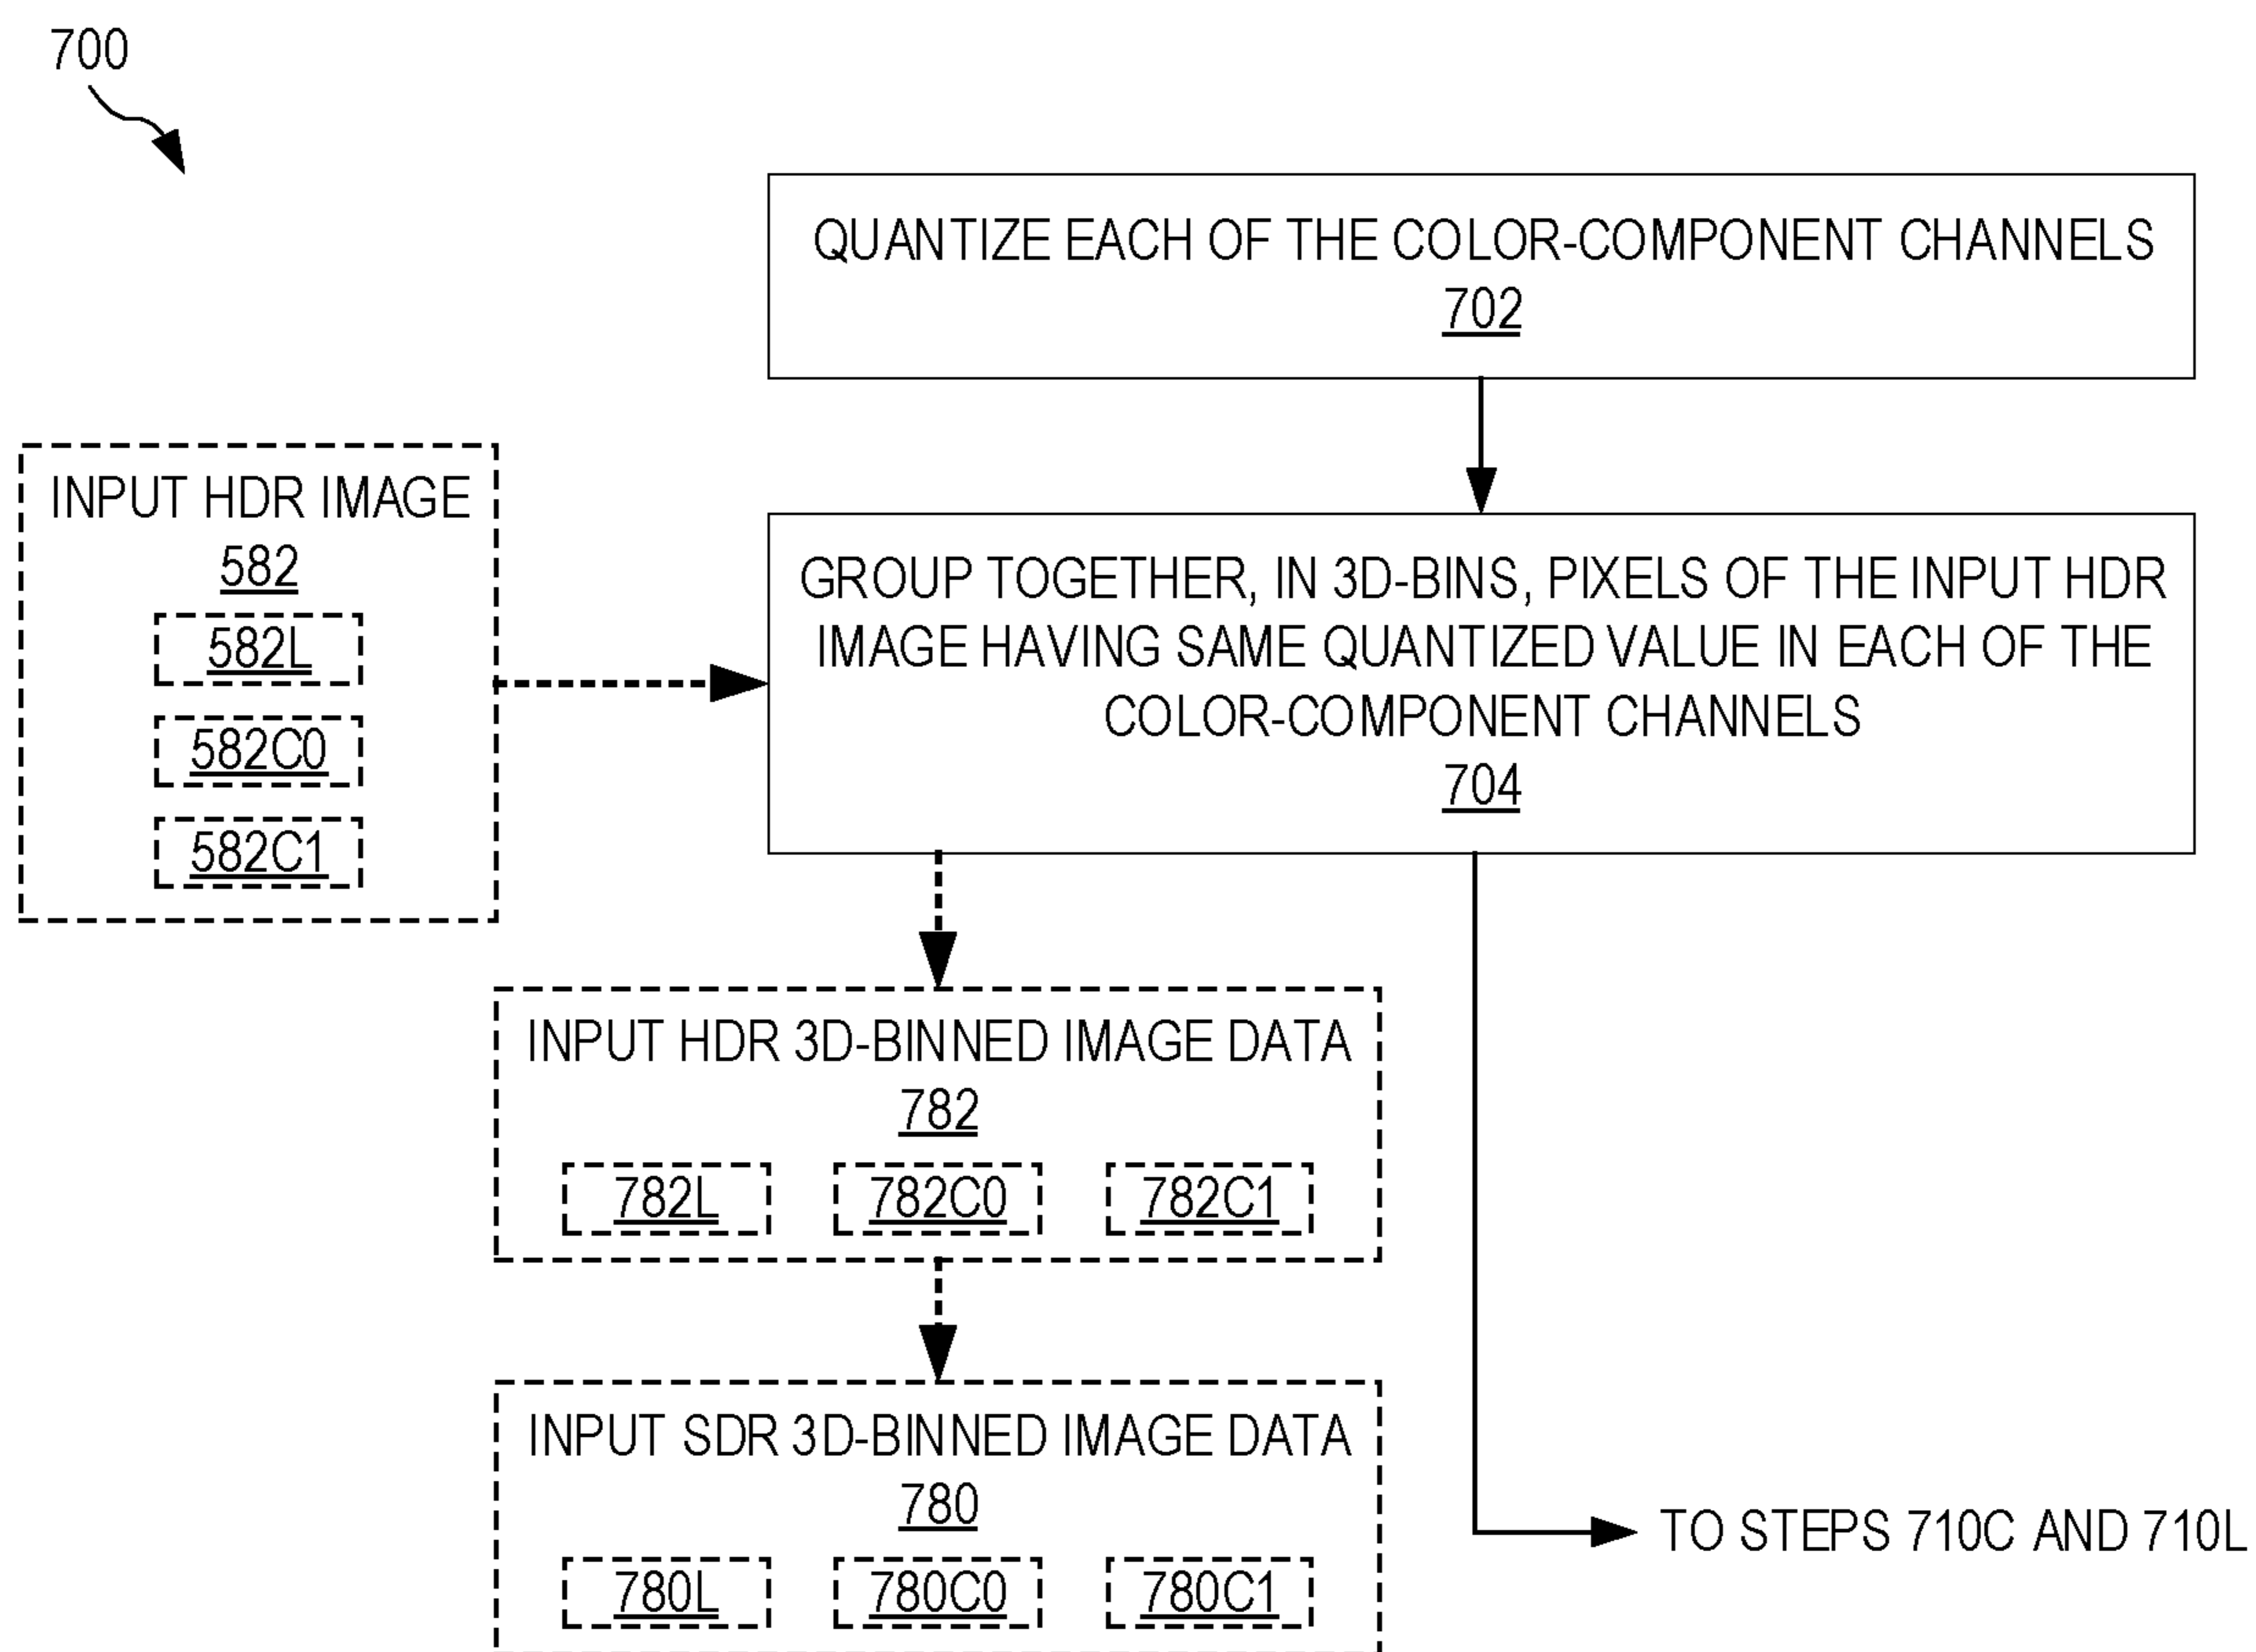 700
QUANTIZE EACH OF THE COLOR-COMPONENT CHANNELS
702
INPUT HDR IMAGE
582
582L
582C0
582C1
GROUP TOGETHER, IN 3D-BINS, PIXELS OF THE INPUT HDR
IMAGE HAVING SAME QUANTIZED VALUE IN EACH OF THE
COLOR-COMPONENT CHANNELS
704
INPUT HDR 3D-BINNED IMAGE DATA
782
782L 782C0 782C1
INPUT SDR 3D-BINNED IMAGE DATA
780
780L 780C0 780C1
TO STEPS 710C AND 710L